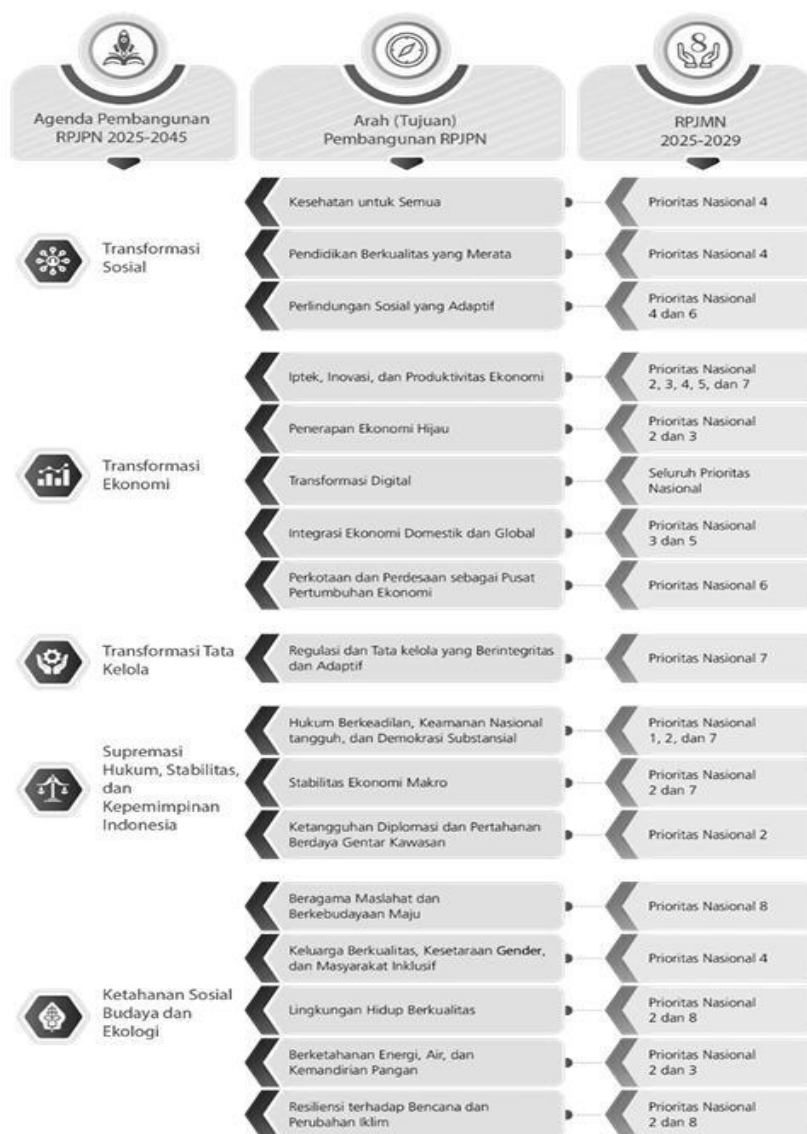 8
Agenda Pembangunan
RPJPN 2025-2045
Arah (Tujuan)
Pembangunan RPJPN
RPJMN
2025-2029
Transformasi
Sosial
Kesehatan untuk Semua
Prioritas Nasional 4
Pendidikan Berkualitas yang Merata
Prioritas Nasional 4
Perlindungan Sosial yang Adaptif
Prioritas Nasional
4 dan 6
Transformasi
Ekonomi
Iptek, Inovasi, dan Produktivitas Ekonomi
Prioritas Nasional
2, 3, 4, 5, dan 7
Penerapan Ekonomi Hijau
Prioritas Nasional
2 dan 3
Transformasi Digital
Seluruh Prioritas
Nasional
Integrasi Ekonomi Domestik dan Global
Prioritas Nasional
3 dan 5
Perkotaan dan Perdesaan sebagai Pusat
Pertumbuhan Ekonomi
Prioritas Nasional 6
Transformasi Tata
Kelola
Regulasi dan Tata kelola yang Berintegritas
dan Adaptif
Prioritas Nasional 7
Supremasi
Hukum, Stabilitas,
dan
Kepemimpinan
Indonesia
Hukum Berkeadilan, Keamanan Nasional
tangguh, dan Demokrasi Substansial
Prioritas Nasional
1, 2, dan 7
Stabilitas Ekonomi Makro
Prioritas Nasional
2 dan 7
Ketangguhan Diplomasi dan Pertahanan
Berdaya Gentar Kawasan
Prioritas Nasional 2
Ketahanan Sosial
Budaya dan
Ekologi
Beragama Maslahat dan
Berkebudayaan Maju
Prioritas Nasional 8
Keluarga Berkualitas, Kesetaraan Gender,
dan Masyarakat Inklusif
Prioritas Nasional 4
Lingkungan Hidup Berkualitas
Prioritas Nasional
2 dan 8
Berketahanan Energi, Air, dan
Kemandirian Pangan
Prioritas Nasional
2 dan 3
Resiliensi terhadap Bencana dan
Perubahan Iklim
Prioritas Nasional
2 dan 8